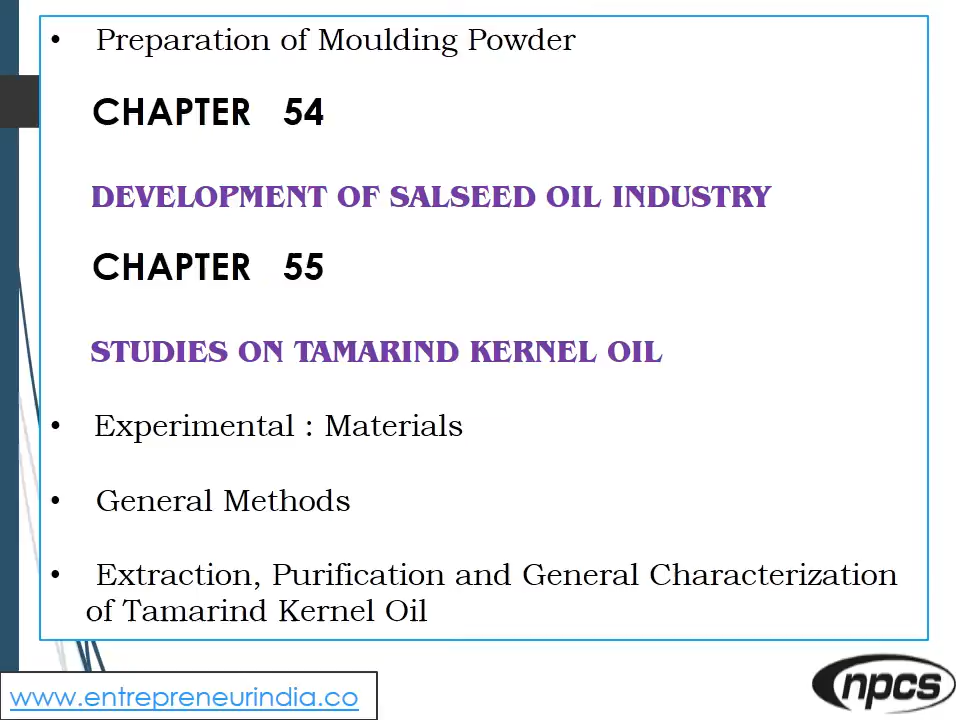 • Preparation of Moulding Powder
CHAPTER 54
DEVELOPMENT OF SALSEED OIL INDUSTRY
CHAPTER 55
STUDIES ON TAMARIND KERNEL OIL
• Experimental : Materials
• General Methods
• Extraction, Purification and General Characterization
of Tamarind Kernel Oil
www.entrepreneurindia.co
npcs